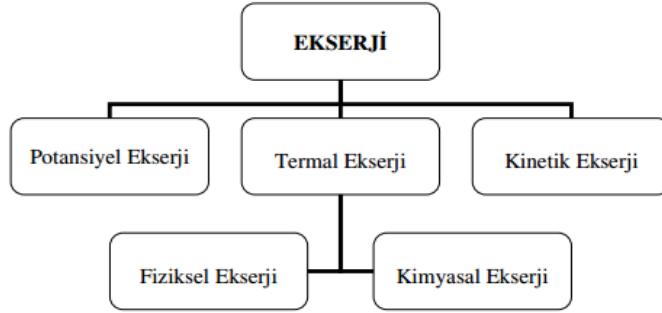 EKSERJİ
Potansiyel Ekserji
Termal Ekserji
Kinetik Ekserji
Fiziksel Ekserji
Kimyasal Ekserji